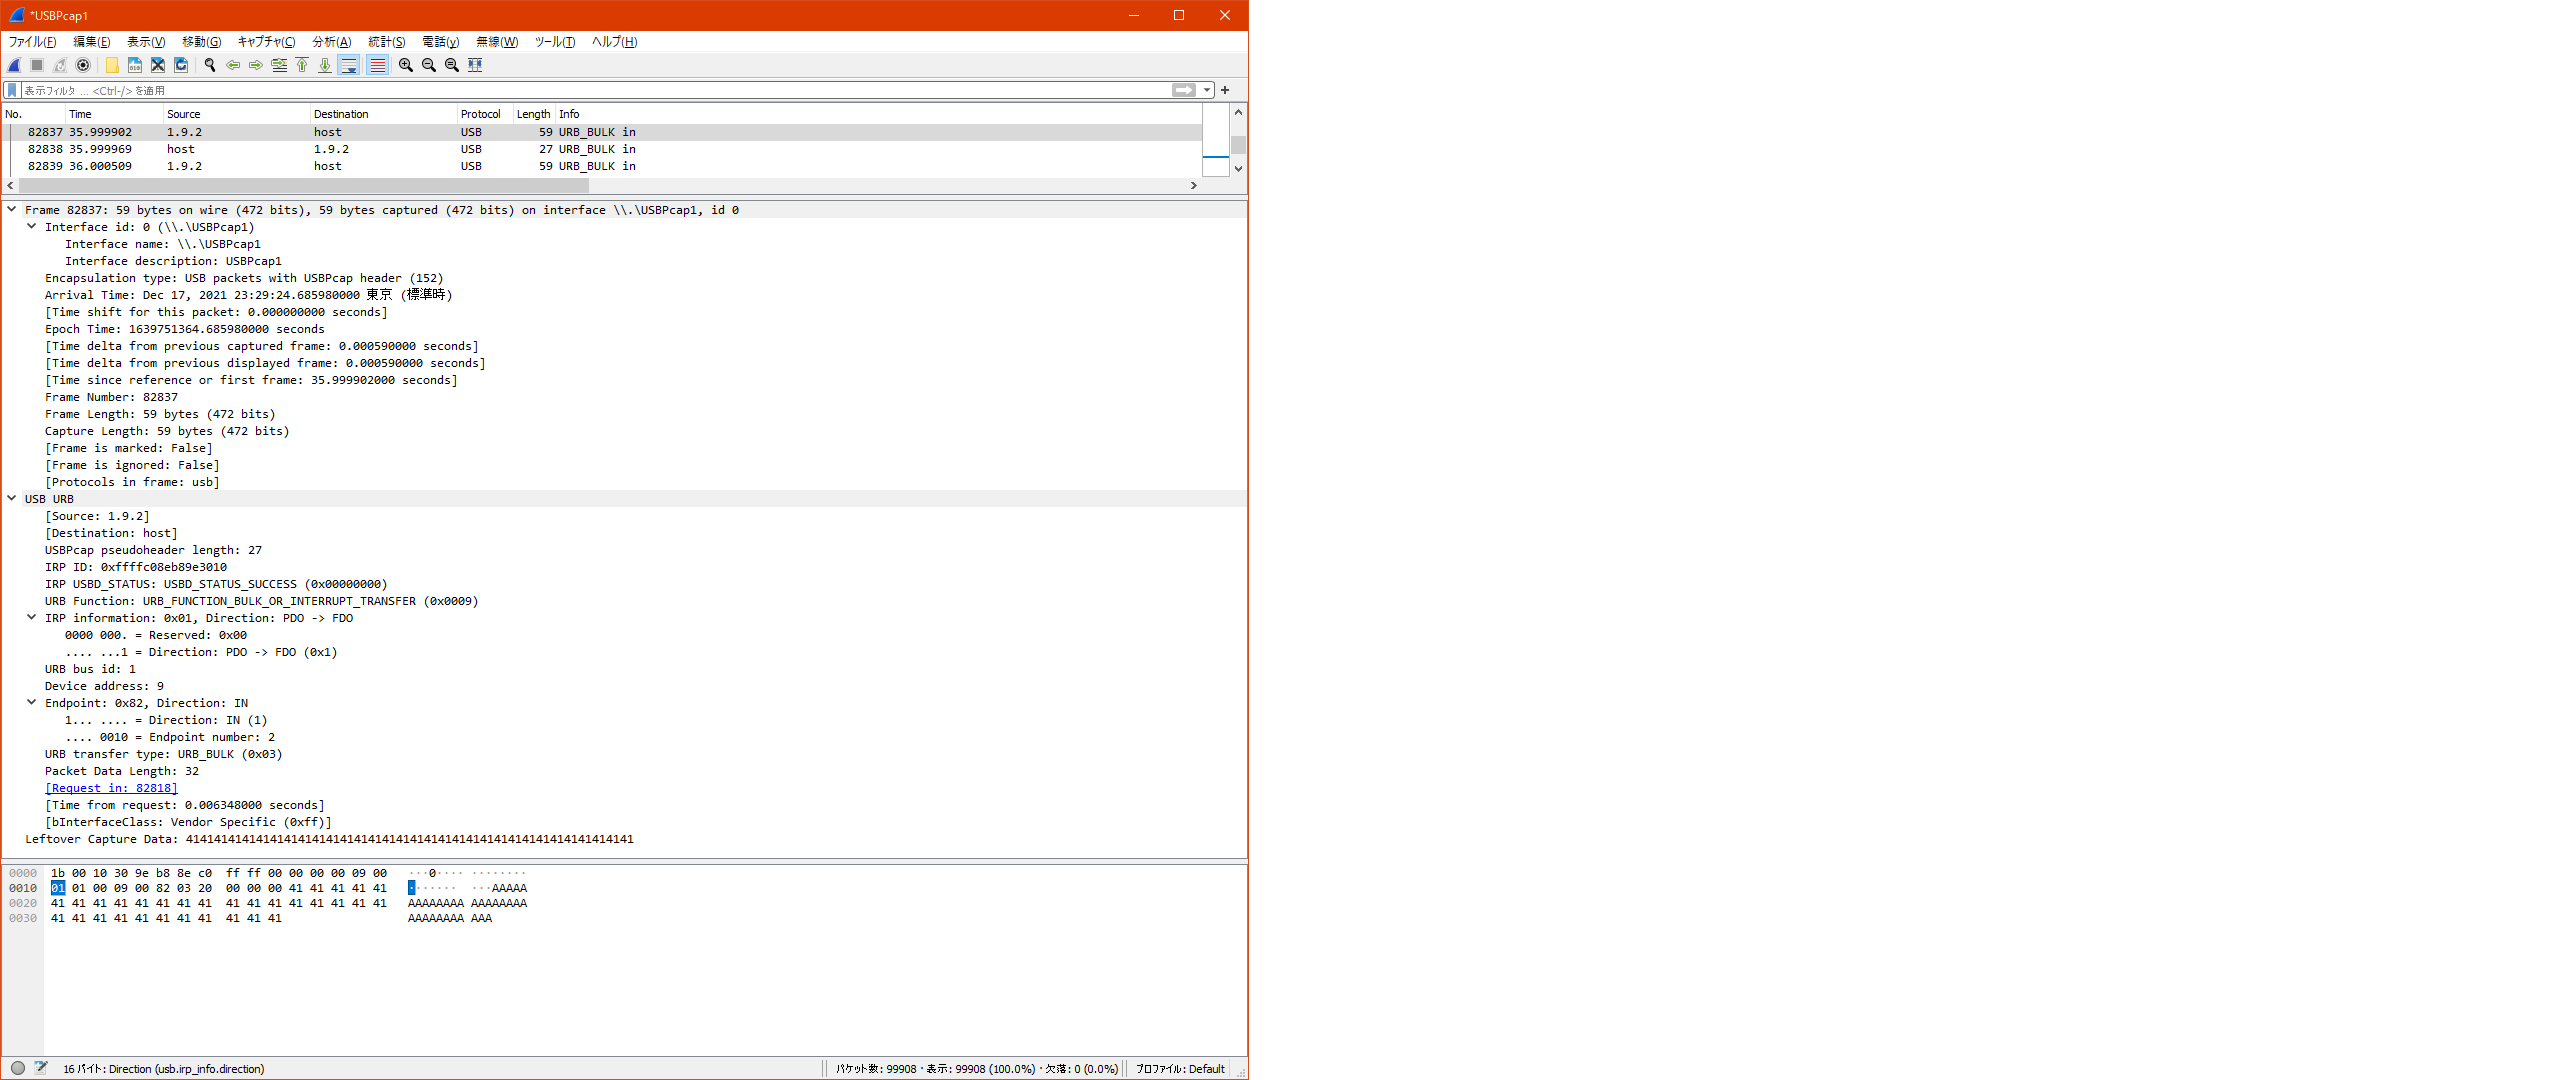 *USBPcap1
ファイル(F) 編集(E) 表示(V) 移動(G) キャプチャ(C) 分析(A) 統計(S) 電話(y) 無線(W) ツール(T) ヘルプ(H)
表示フィルタ ... <Ctrl-/> を適用
No. Time Source Destination Protocol Length Info
82837 35.999902 1.9.2 host USB 59 URB_BULK in
82838 35.999969 host 1.9.2 USB 27 URB_BULK in
82839 36.000509 1.9.2 host USB 59 URB_BULK in
Frame 82837: 59 bytes on wire (472 bits), 59 bytes captured (472 bits) on interface \\.\USBPcap1, id 0
Interface id: 0 (\\.\USBPcap1)
Interface name: \\.\USBPcap1
Interface description: USBPcap1
Encapsulation type: USB packets with USBPcap header (152)
Arrival Time: Dec 17, 2021 23:29:24.685980000 東京 (標準時)
[Time shift for this packet: 0.000000000 seconds]
Epoch Time: 1639751364.685980000 seconds
[Time delta from previous captured frame: 0.000590000 seconds]
[Time delta from previous displayed frame: 0.000590000 seconds]
[Time since reference or first frame: 35.999902000 seconds]
Frame Number: 82837
Frame Length: 59 bytes (472 bits)
Capture Length: 59 bytes (472 bits)
[Frame is marked: False]
[Frame is ignored: False]
[Protocols in frame: usb]
USB URB
[Source: 1.9.2]
[Destination: host]
USBPcap pseudoheader length: 27
IRP ID: 0xffffc08eb89e3010
IRP USBD_STATUS: USBD_STATUS_SUCCESS (0x00000000)
URB Function: URB_FUNCTION_BULK_OR_INTERRUPT_TRANSFER (0x0009)
IRP information: 0x01, Direction: PDO -> FDO
0000 000. = Reserved: 0x00
.... ...1 = Direction: PDO -> FDO (0x1)
URB bus id: 1
Device address: 9
Endpoint: 0x82, Direction: IN
1... .... = Direction: IN (1)
.... 0010 = Endpoint number: 2
URB transfer type: URB_BULK (0x03)
Packet Data Length: 32
[Request in: 82818]
[Time from request: 0.006348000 seconds]
[bInterfaceClass: Vendor Specific (0xff)]
Leftover Capture Data: 4141414141414141414141414141414141414141414141414141414141414141
0000 1b 00 10 30 9e b8 8e c0 ff ff 00 00 00 00 09 00 ···0···· ········
0010 01 01 00 09 00 82 03 20 00 00 00 41 41 41 41 41 ······· ···AAAAA
0020 41 41 41 41 41 41 41 41 41 41 41 41 41 41 41 41 AAAAAAAA AAAAAAAA
0030 41 41 41 41 41 41 41 41 41 41 41 AAAAAAAA AAA
16 バイト: Direction (usb.irp_info.direction) パケット数: 99908 · 表示: 99908 (100.0%) · 欠落: 0 (0.0%) プロファイル: Default